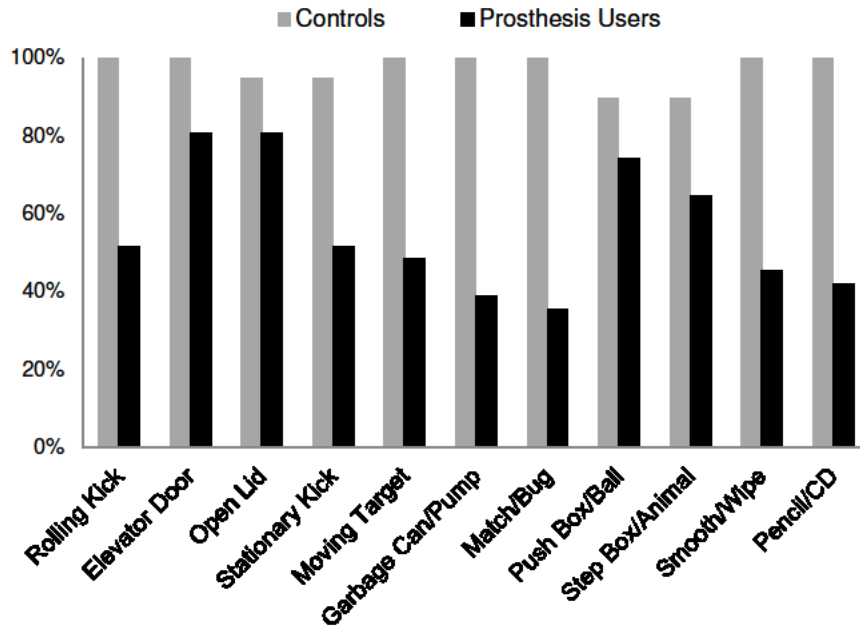 Controls Prosthesis Users
100%
80%
60%
40%
20%
0%
Rolling Kick
Elevator Door
Open Lid
Stationary Kick
Moving Target
Garbage Can/Pump
Match/Bug
Push Box/Ball
Step Box/Animal
Smooth/Wipe
Pencil/CD